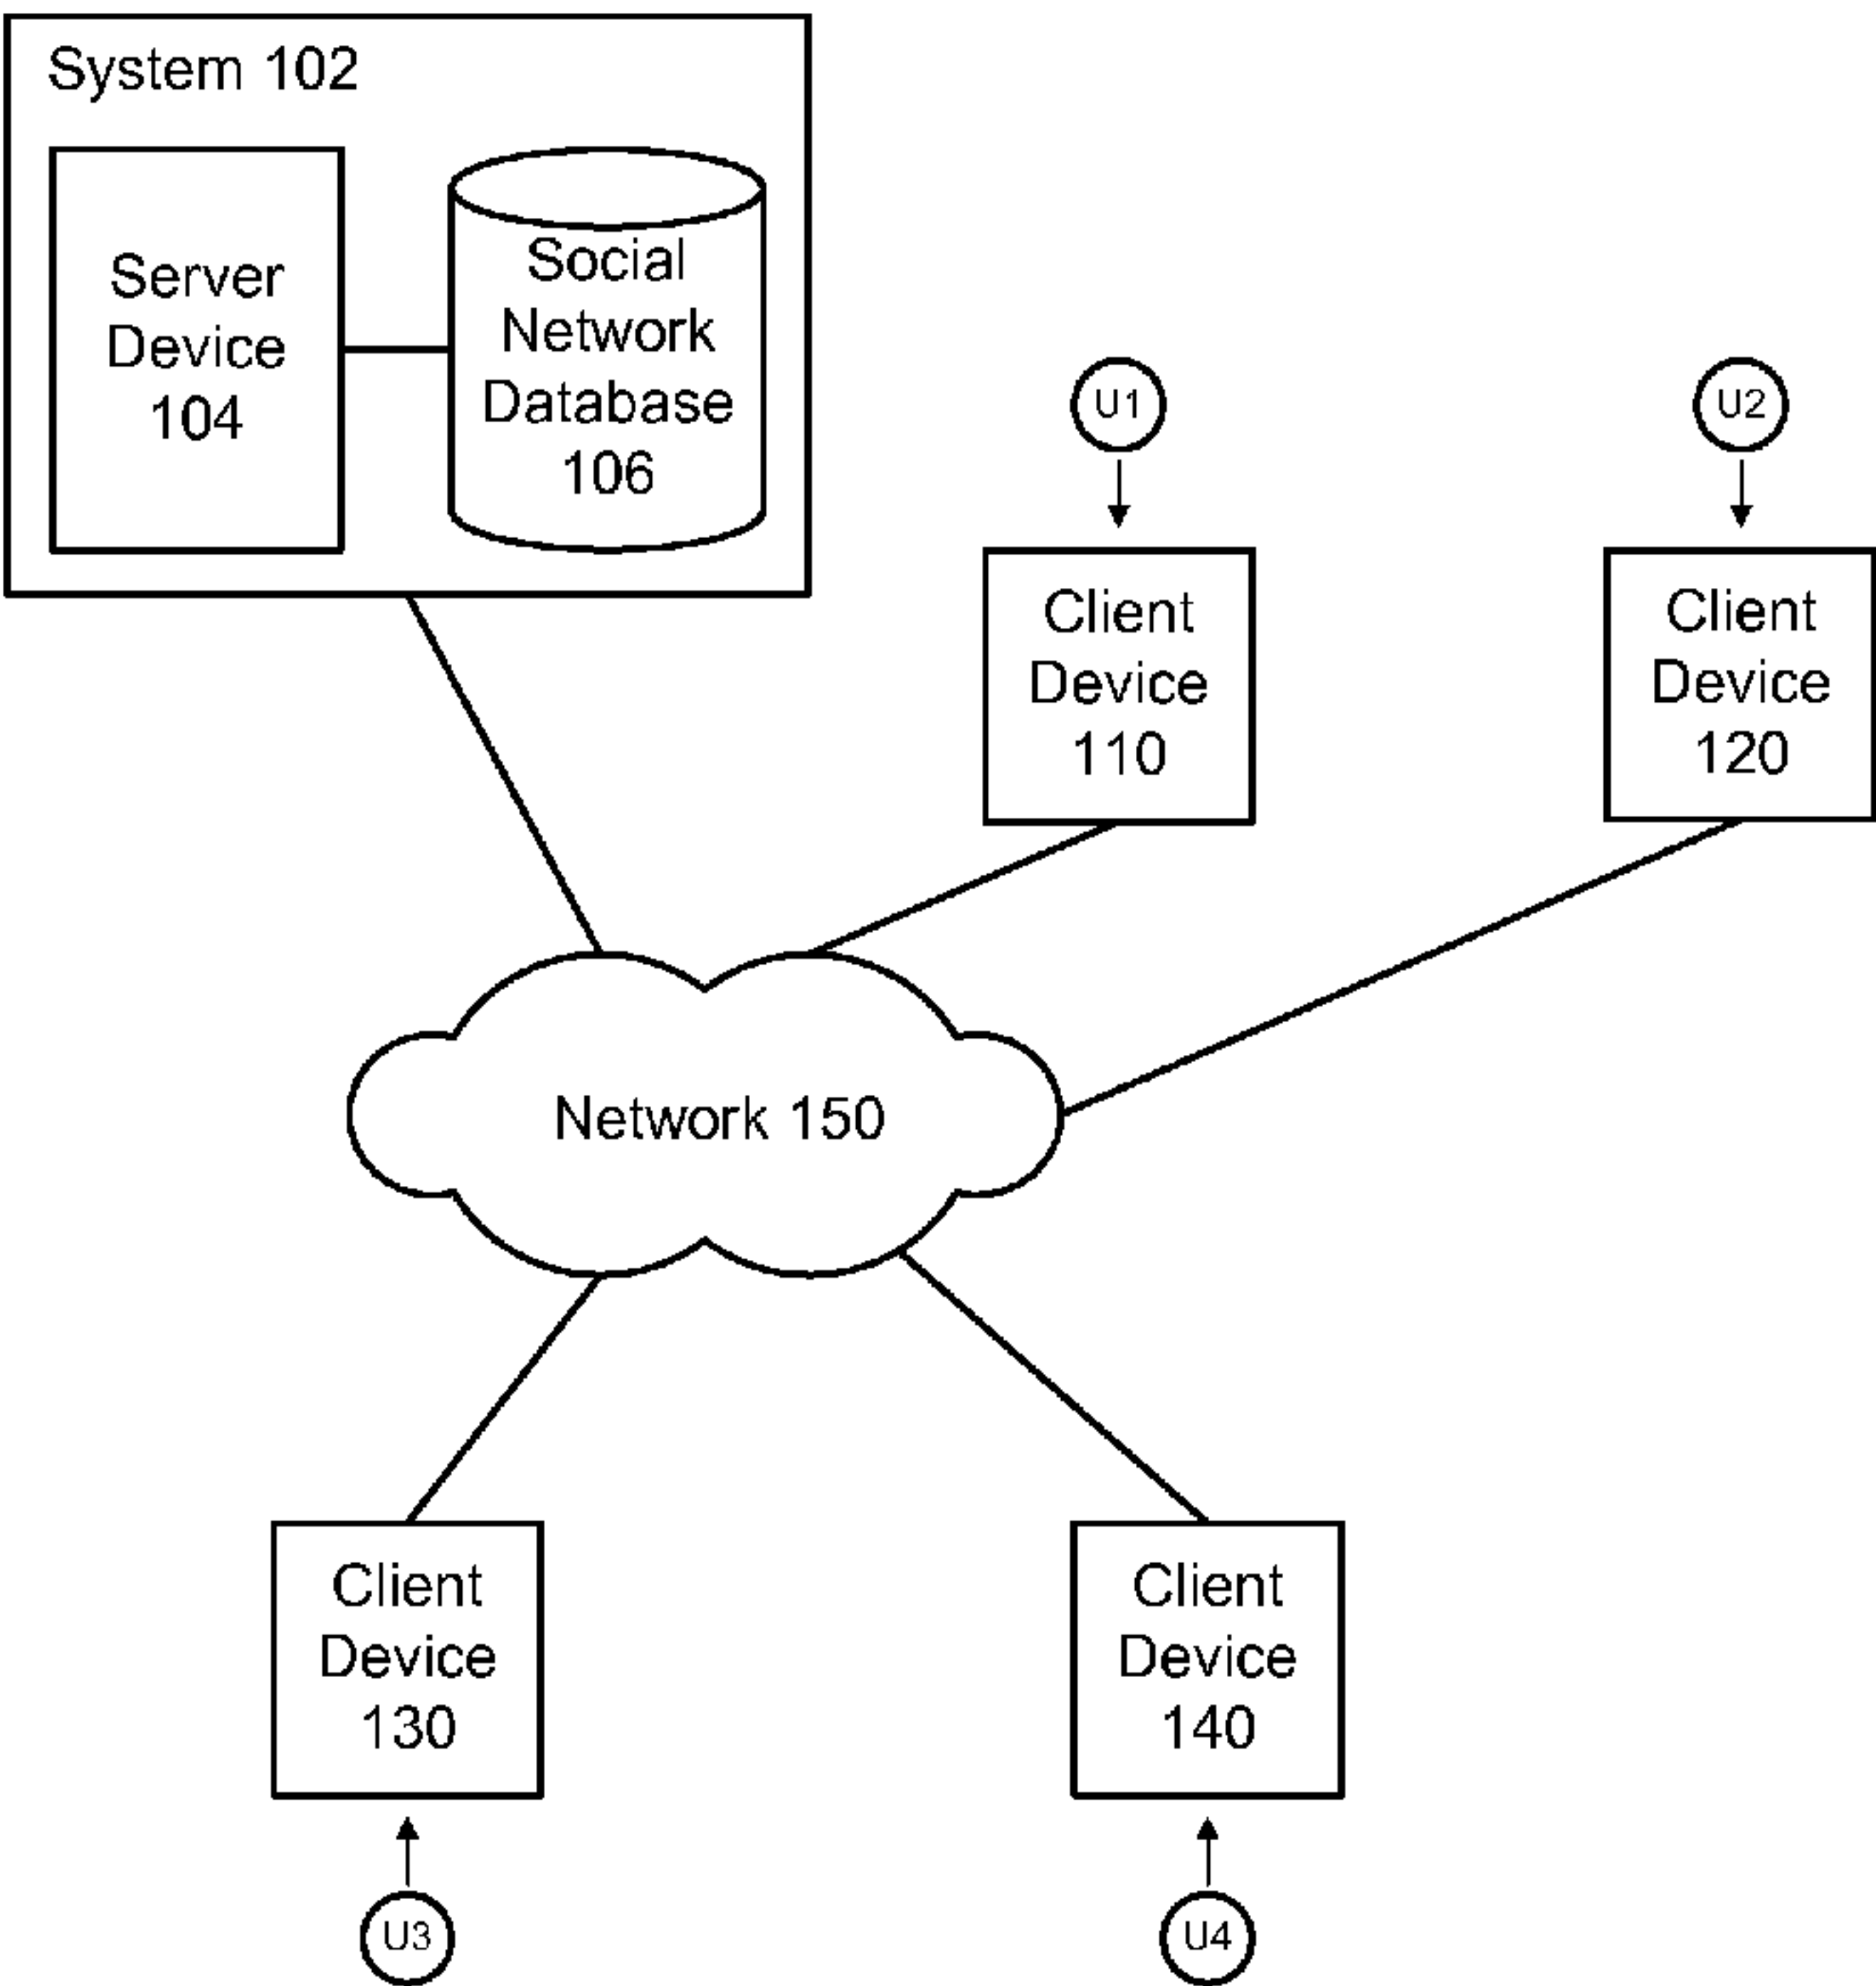 System 102
Server
Device
104
Social
Network
Database
106
U1
U2
Client
Device
110
Client
Device
120
Network 150
Client
Device
130
Client
Device
140
U3
U4